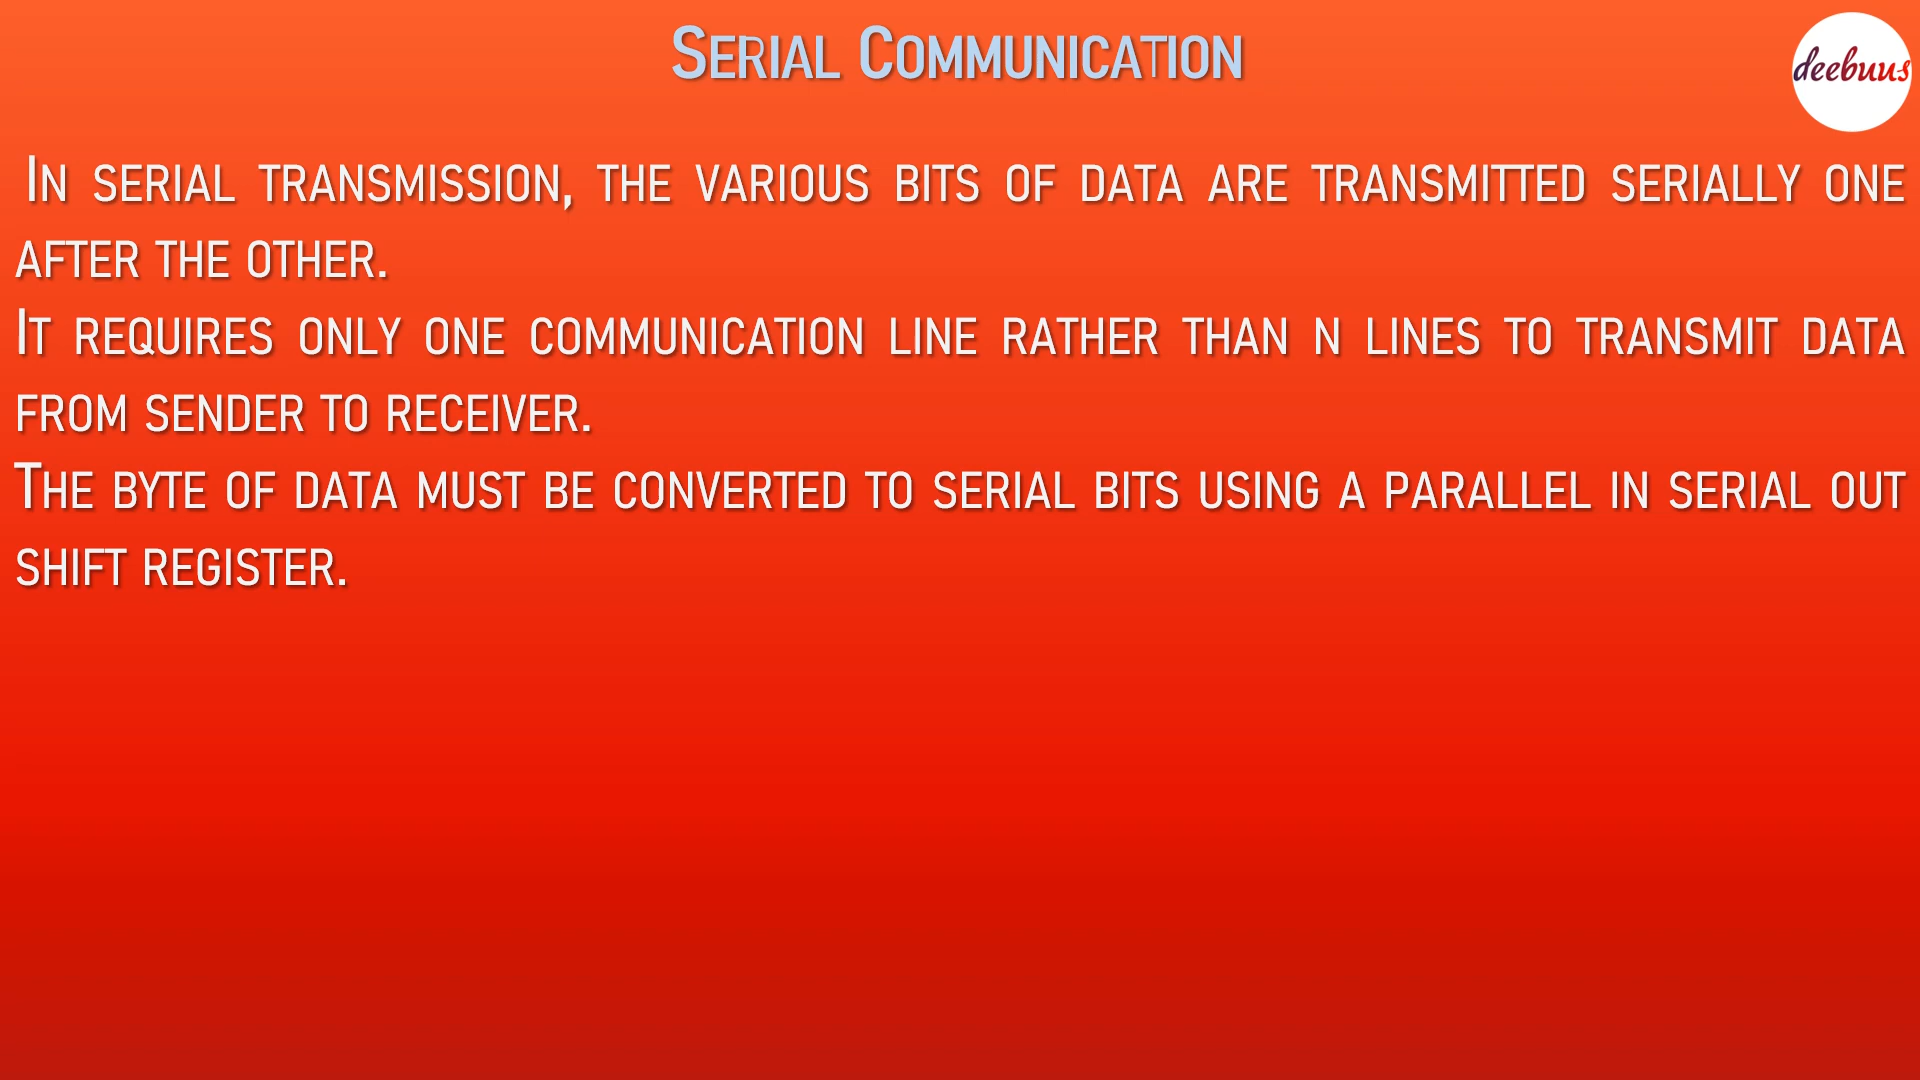 Serial Communication
deebuus
In serial transmission, the various bits of data are transmitted serially one
after the other.
It requires only one communication line rather than n lines to transmit data
from sender to receiver.
The byte of data must be converted to serial bits using a parallel in serial out
shift register.